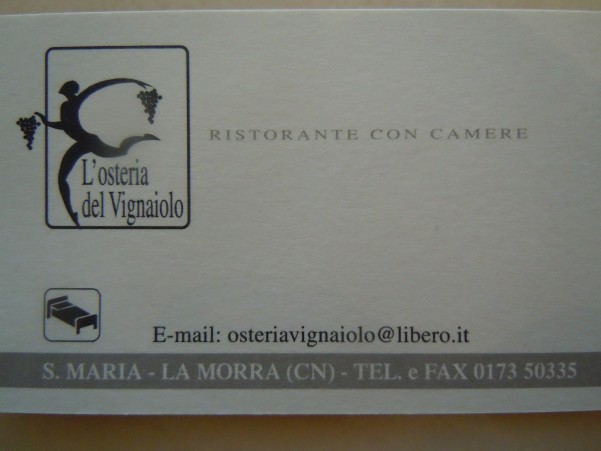 RISTORANTE CON CAMERE
L'osteria
del Vignaiolo
E-mail: osteriavignaiolo@libero.it
S. MARIA - LA MORRA (CN) - TEL. e FAX 0173 50335